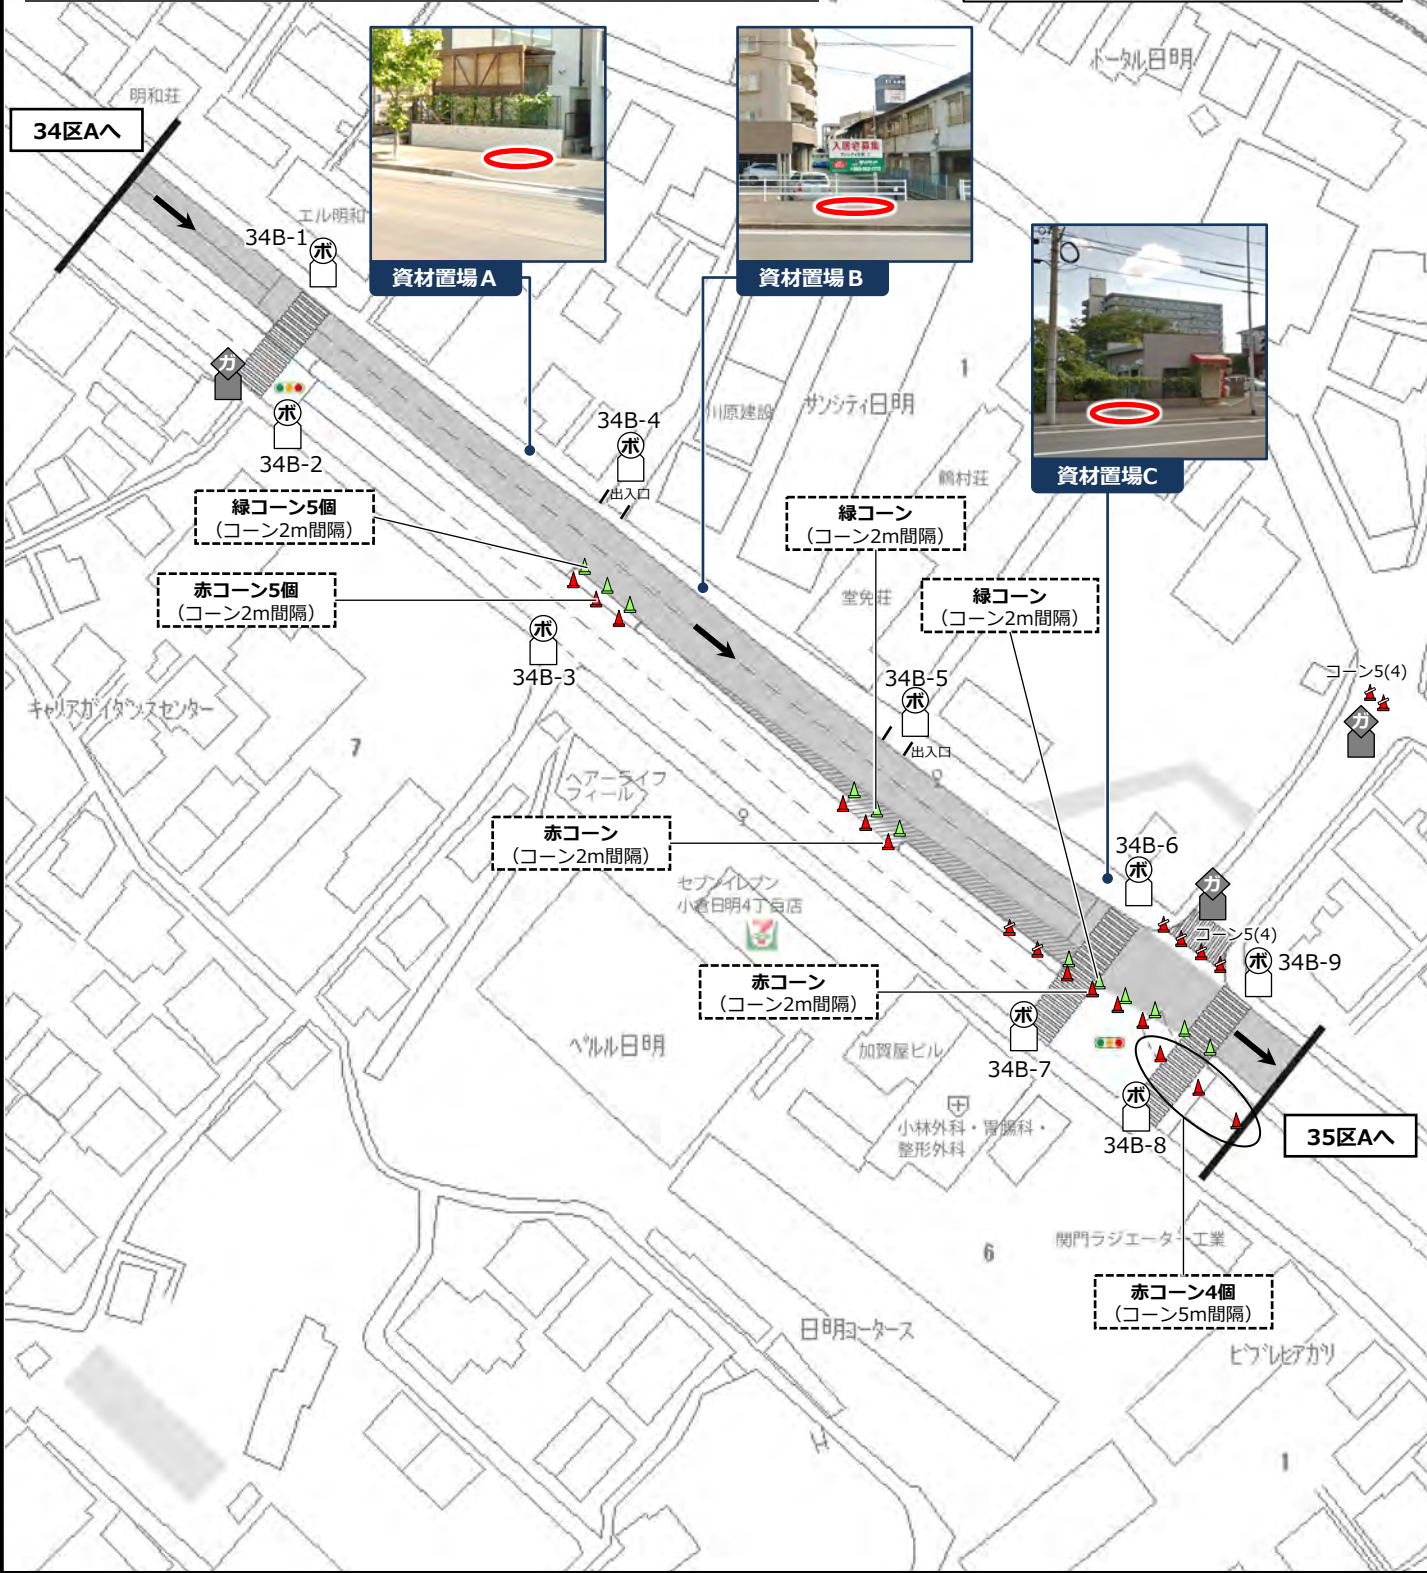 トータル日明
明和荘
34区Aへ
入居者募集
エル明和
34B-1
ボ
資材置場A
資材置場B
ガ
ボ
34B-2
資材置場C
1
川原建設
サンシティ日明
34B-4
ボ
出入口
鶴村荘
緑コーン5個
（コーン2m間隔）
緑コーン
（コーン2m間隔）
赤コーン5個
（コーン2m間隔）
堂免荘
緑コーン
（コーン2m間隔）
ボ
34B-3
34B-5
ボ
出入口
コーン5(4)
ガ
キャリアガイダンスセンター
7
ヘアーライフ
フィール
赤コーン
（コーン2m間隔）
34B-6
ボ
ガ
セブンイレブン
小倉日明4丁目店
コーン5(4)
ボ
34B-9
赤コーン
（コーン2m間隔）
ボ
34B-7
ベルル日明
加賀屋ビル
ボ
34B-8
小林外科・胃腸科・
整形外科
35区Aへ
6
関門ラジエーター工業
赤コーン4個
（コーン5m間隔）
日明ヨータース
ビブレヒアカリ
1